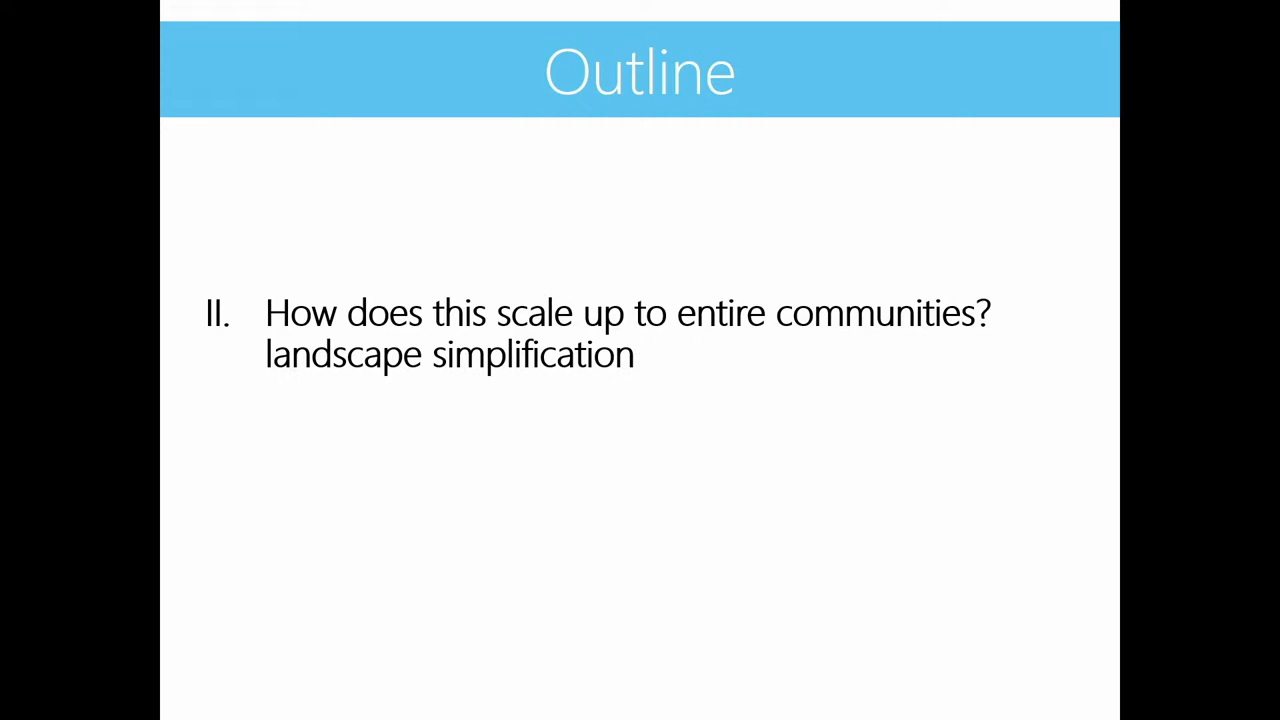 Outline
II. How does this scale up to entire communities?
landscape simplification